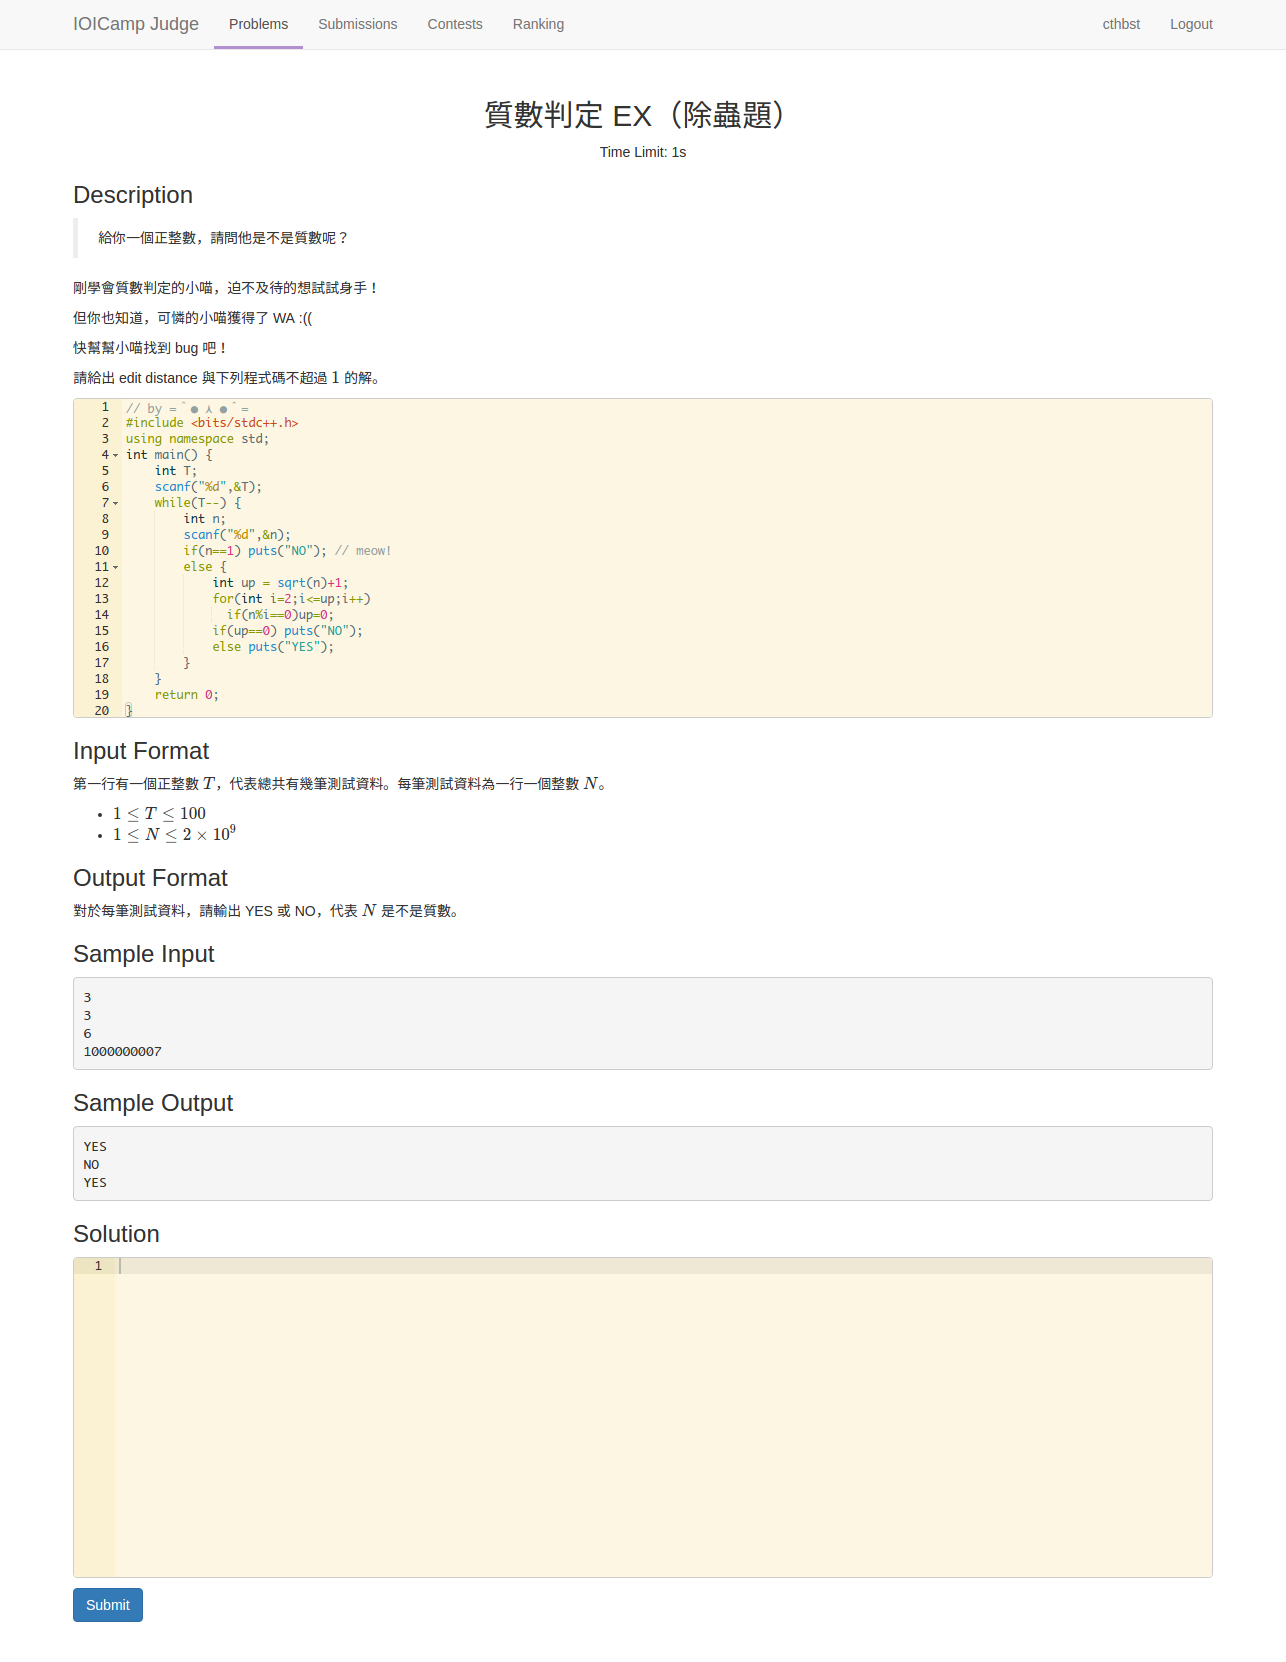 IOICamp Judge Problems Submissions Contests Ranking cthbst Logout
質數判定 EX（除蟲題）
Time Limit: 1s
Description
給你一個正整數，請問他是不是質數呢？
剛學會質數判定的小喵，迫不及待的想試試身手！
但你也知道，可憐的小喵獲得了 WA :((
快幫幫小喵找到 bug 吧！
請給出 edit distance 與下列程式碼不超過 1 的解。
1 // by =＾● ⋏ ●＾=
2 #include <bits/stdc++.h>
3 using namespace std;
4 int main() {
5 int T;
6 scanf("%d",&T);
7 while(T--) {
8 int n;
9 scanf("%d",&n);
10 if(n==1) puts("NO"); // meow!
11 else {
12 int up = sqrt(n)+1;
13 for(int i=2;i<=up;i++)
14 if(n%i==0)up=0;
15 if(up==0) puts("NO");
16 else puts("YES");
17 }
18 }
19 return 0;
20 }
Input Format
第一行有一個正整數 T，代表總共有幾筆測試資料。每筆測試資料為一行一個整數 N。
• 1 ≤ T ≤ 100
• 1 ≤ N ≤ 2 × 10⁹
Output Format
對於每筆測試資料，請輸出 YES 或 NO，代表 N 是不是質數。
Sample Input
3
3
6
1000000007
Sample Output
YES
NO
YES
Solution
1
Submit